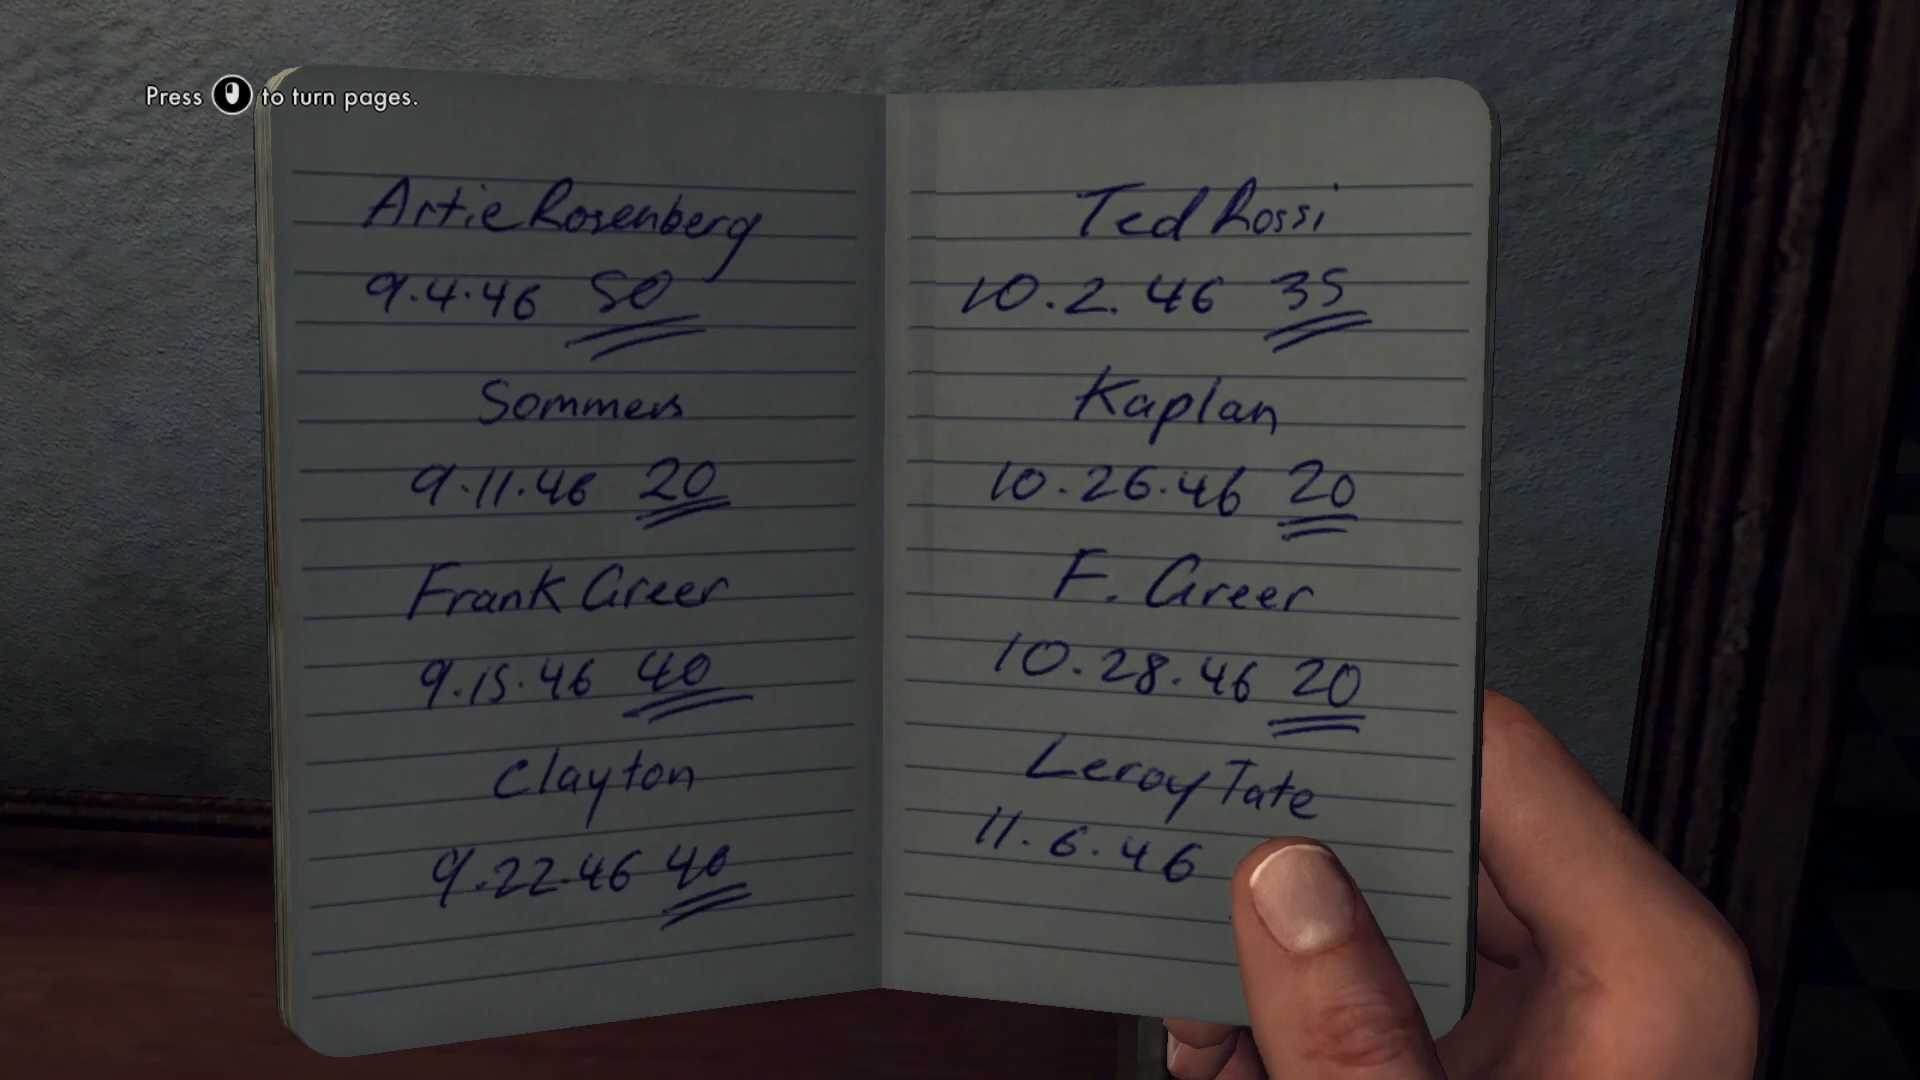 Press to turn pages.
Artie Rosenberg
9.4.46 50
Sommers
9.11.46 20
Frank Greer
9.15.46 40
Clayton
9.22.46 40
Ted Rossi
10.2.46 35
Kaplan
10.26.46 20
F. Greer
10.28.46 20
Leroy Tate
11.6.46